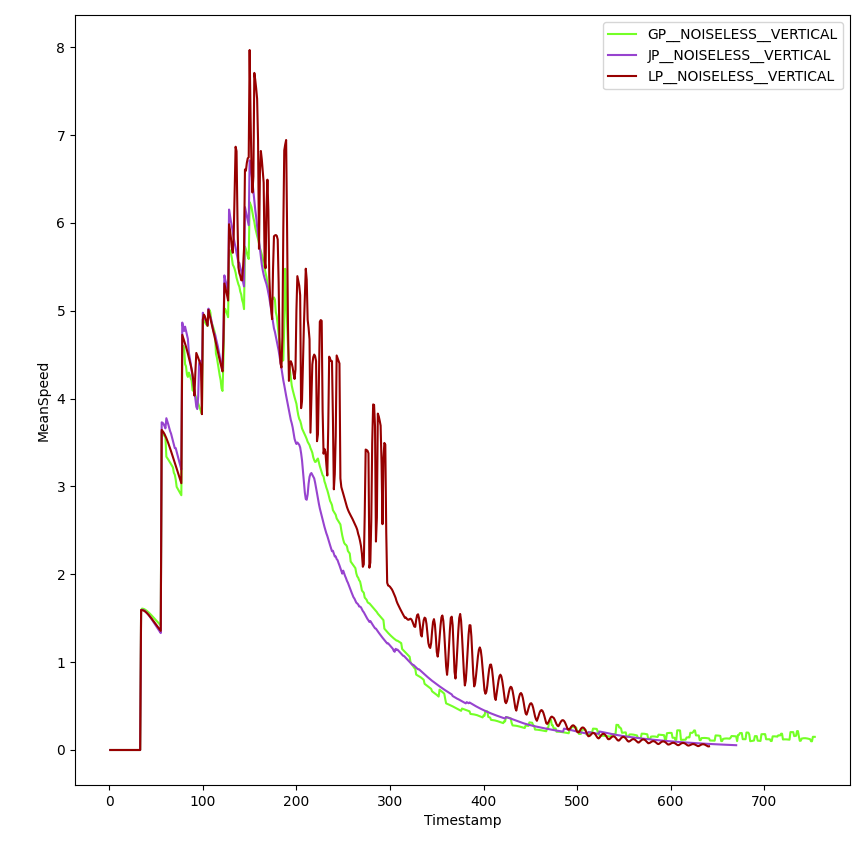 GP__NOISELESS__VERTICAL
JP__NOISELESS__VERTICAL
LP__NOISELESS__VERTICAL
8
7
6
5
4
3
2
1
0
MeanSpeed
0 100 200 300 400 500 600 700
Timestamp